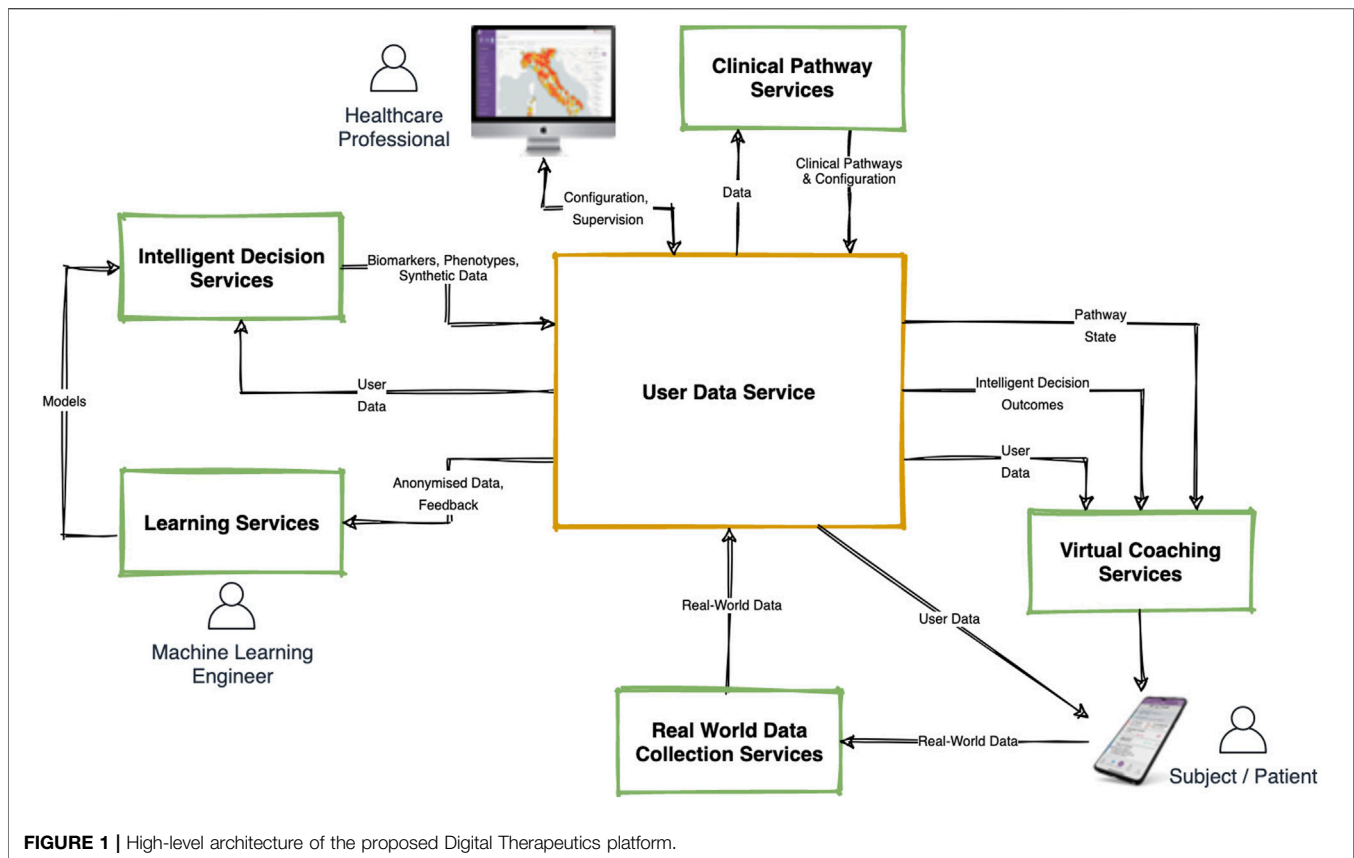 Healthcare
Professional
Clinical Pathway
Services
Configuration,
Supervision
Data
Clinical Pathways
& Configuration
Intelligent Decision
Services
Biomarkers, Phenotypes,
Synthetic Data
User
Data
Models
User Data Service
Pathway
State
Intelligent Decision
Outcomes
User
Data
Anonymised Data,
Feedback
Learning Services
Machine Learning
Engineer
Virtual Coaching
Services
Real-World Data
User Data
Real World Data
Collection Services
Real-World Data
Subject / Patient
FIGURE 1 | High-level architecture of the proposed Digital Therapeutics platform.